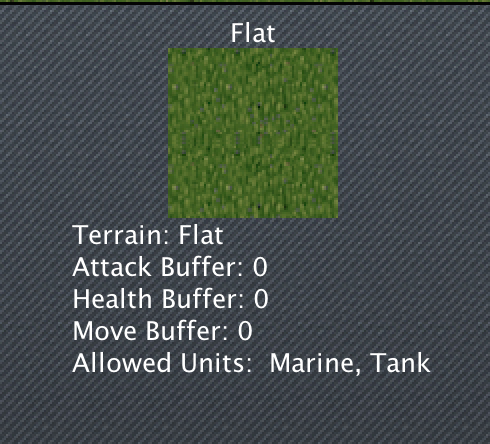 Flat
Terrain: Flat
Attack Buffer: 0
Health Buffer: 0
Move Buffer: 0
Allowed Units:  Marine, Tank